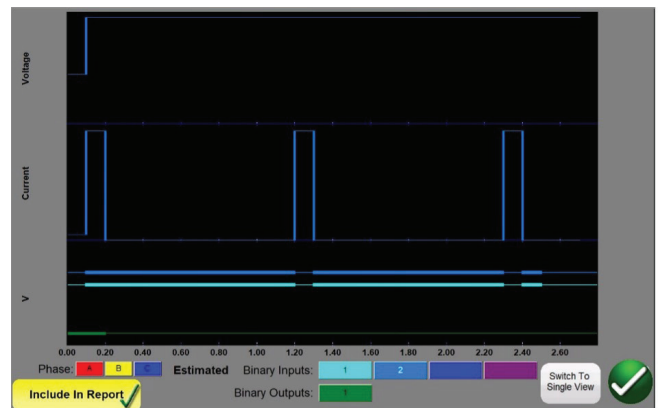 Voltage
Current
V
0.00 0.20 0.40 0.60 0.80 1.00 1.20 1.40 1.60 1.80 2.00 2.20 2.40 2.60
Phase: A B C Estimated Binary Inputs: 1 2
Switch To
Single View
Include In Report
Binary Outputs: 1